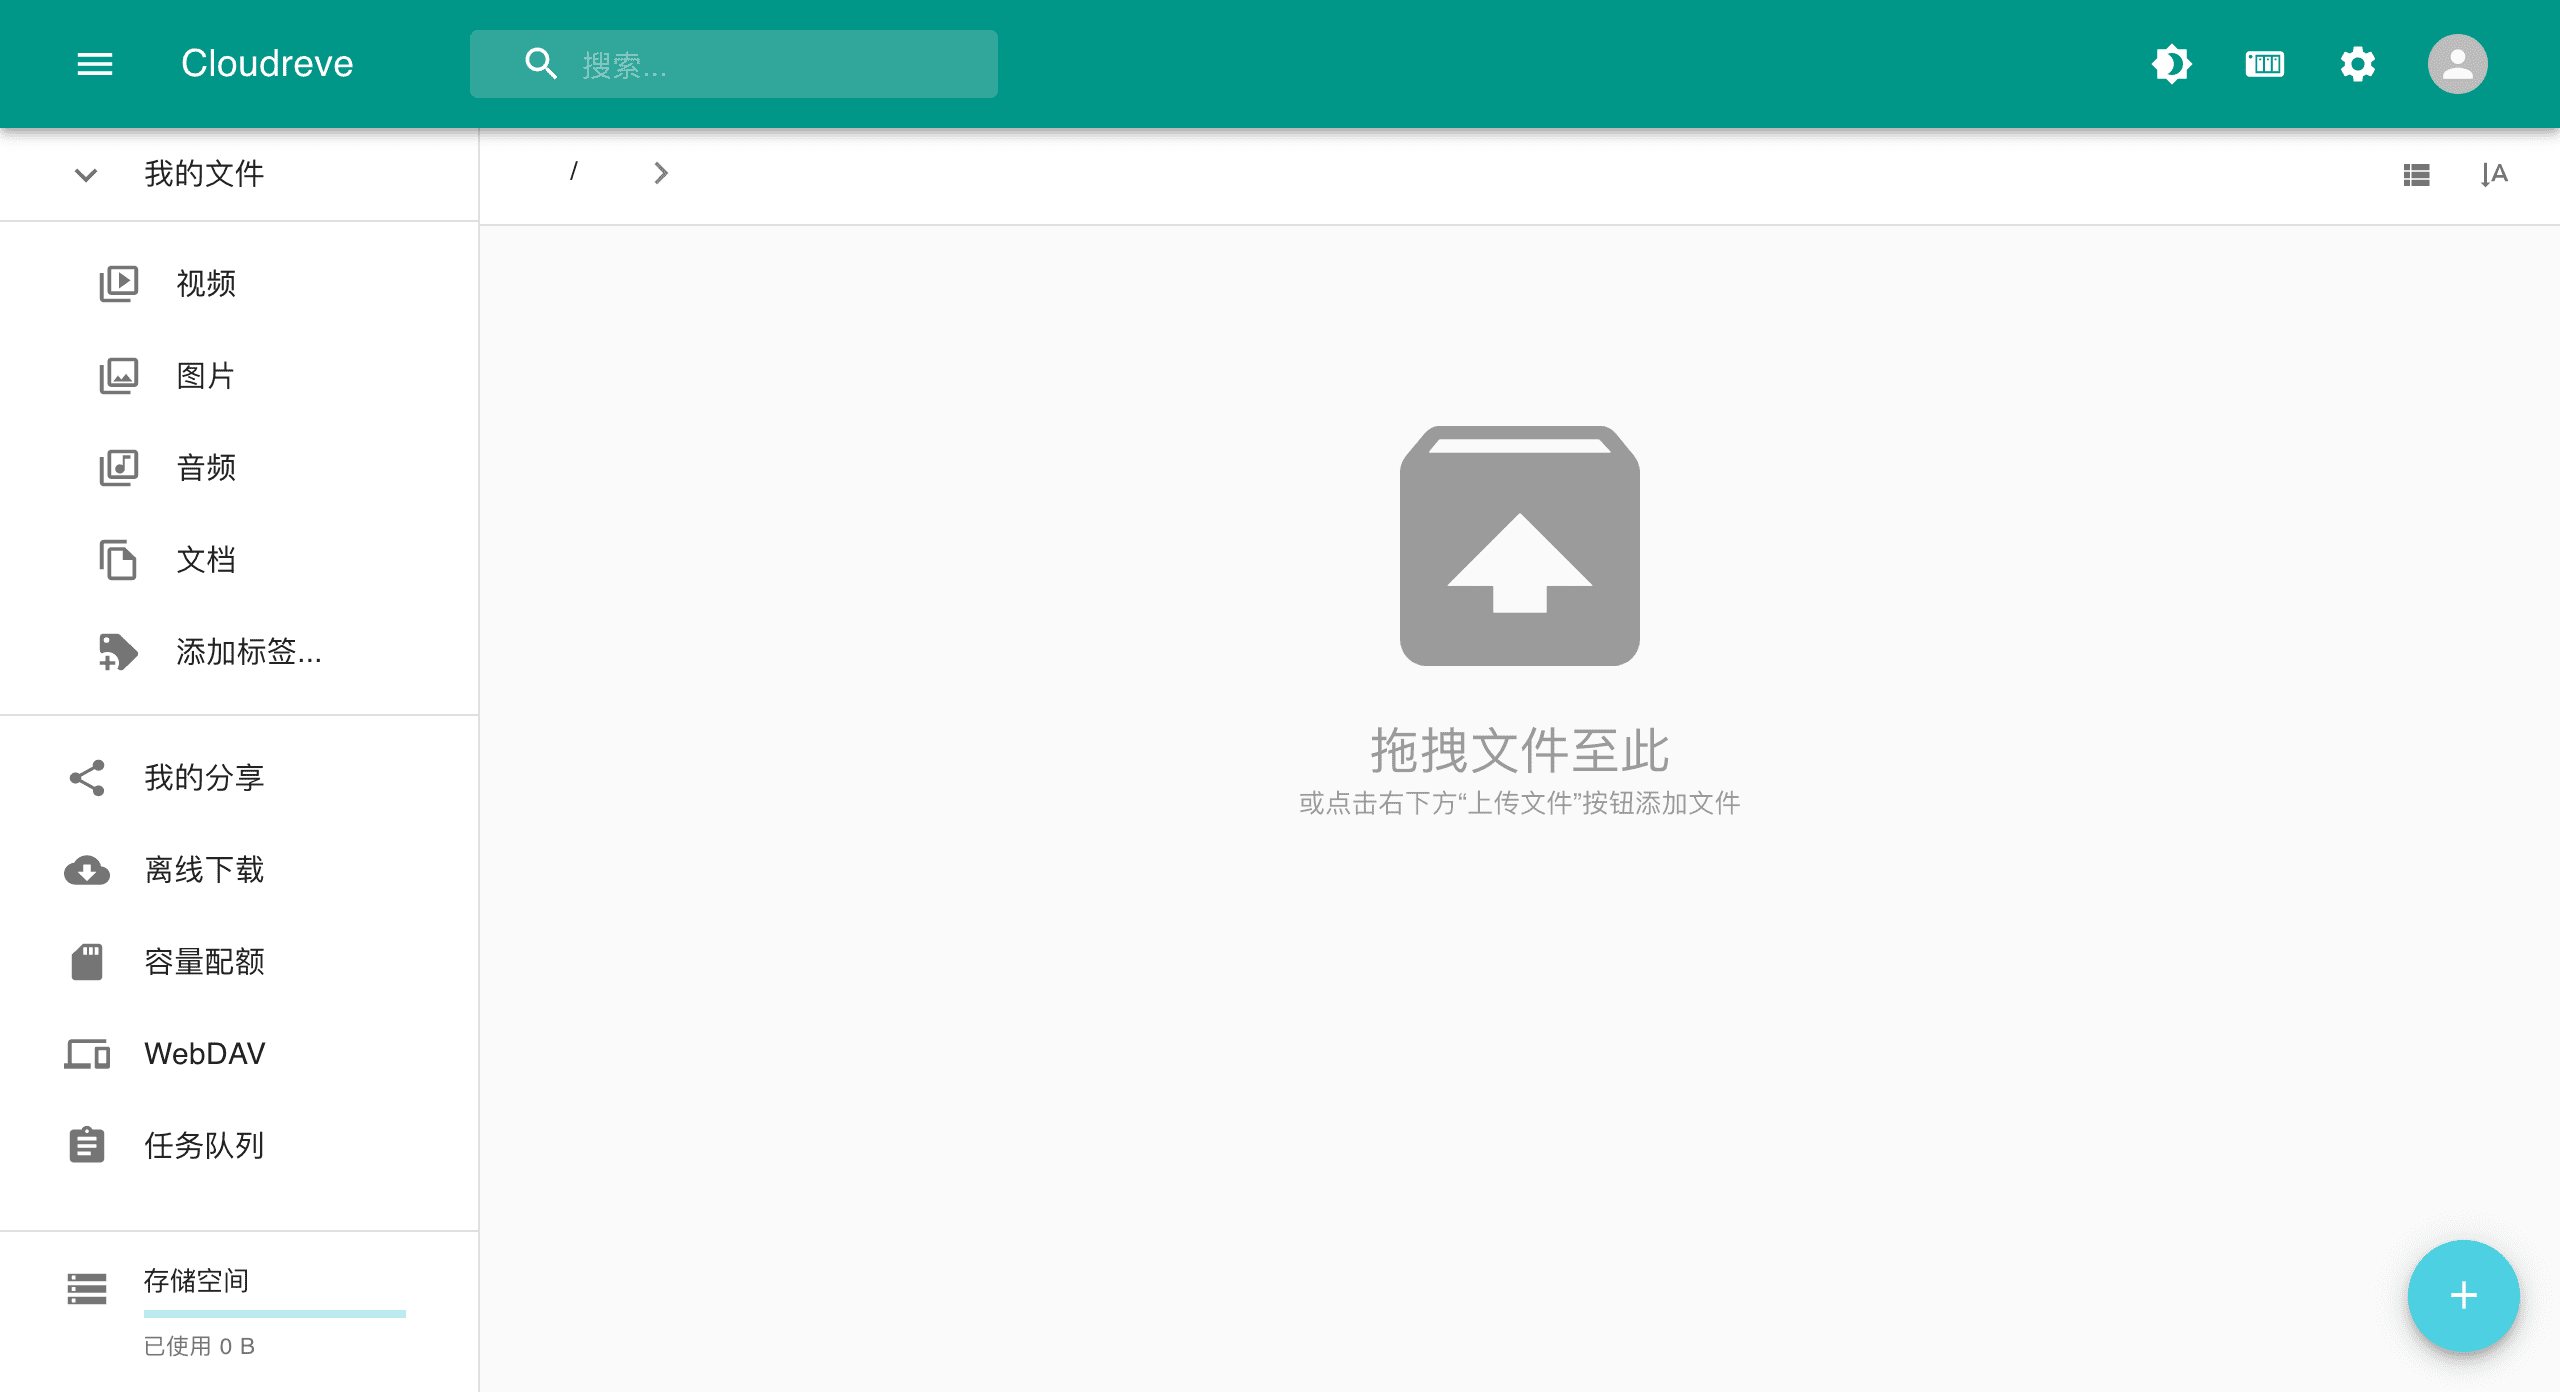 Cloudreve
搜索...
我的文件
/
A
视频
图片
音频
文档
添加标签...
我的分享
离线下载
容量配额
WebDAV
任务队列
存储空间
已使用 0 B
拖拽文件至此
或点击右下方“上传文件”按钮添加文件